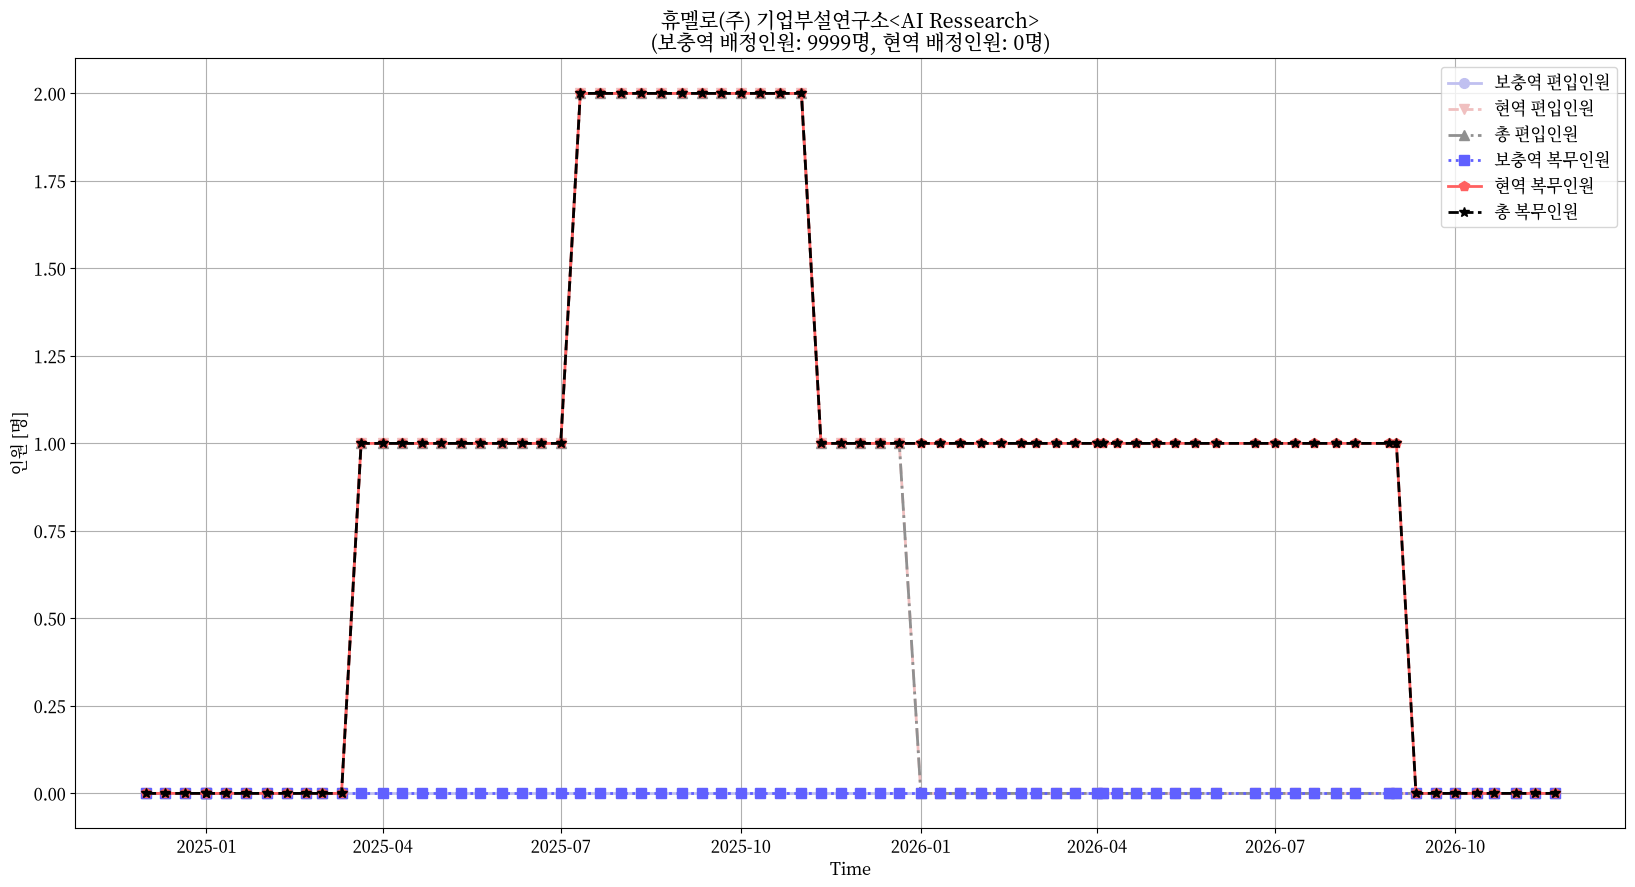 휴멜로(주) 기업부설연구소<AI Ressearch>
(보충역 배정인원: 9999명, 현역 배정인원: 0명)
보충역 편입인원
현역 편입인원
총 편입인원
보충역 복무인원
현역 복무인원
총 복무인원
인원 [명]
2.00
1.75
1.50
1.25
1.00
0.75
0.50
0.25
0.00
2025-01 2025-04 2025-07 2025-10 2026-01 2026-04 2026-07 2026-10
Time